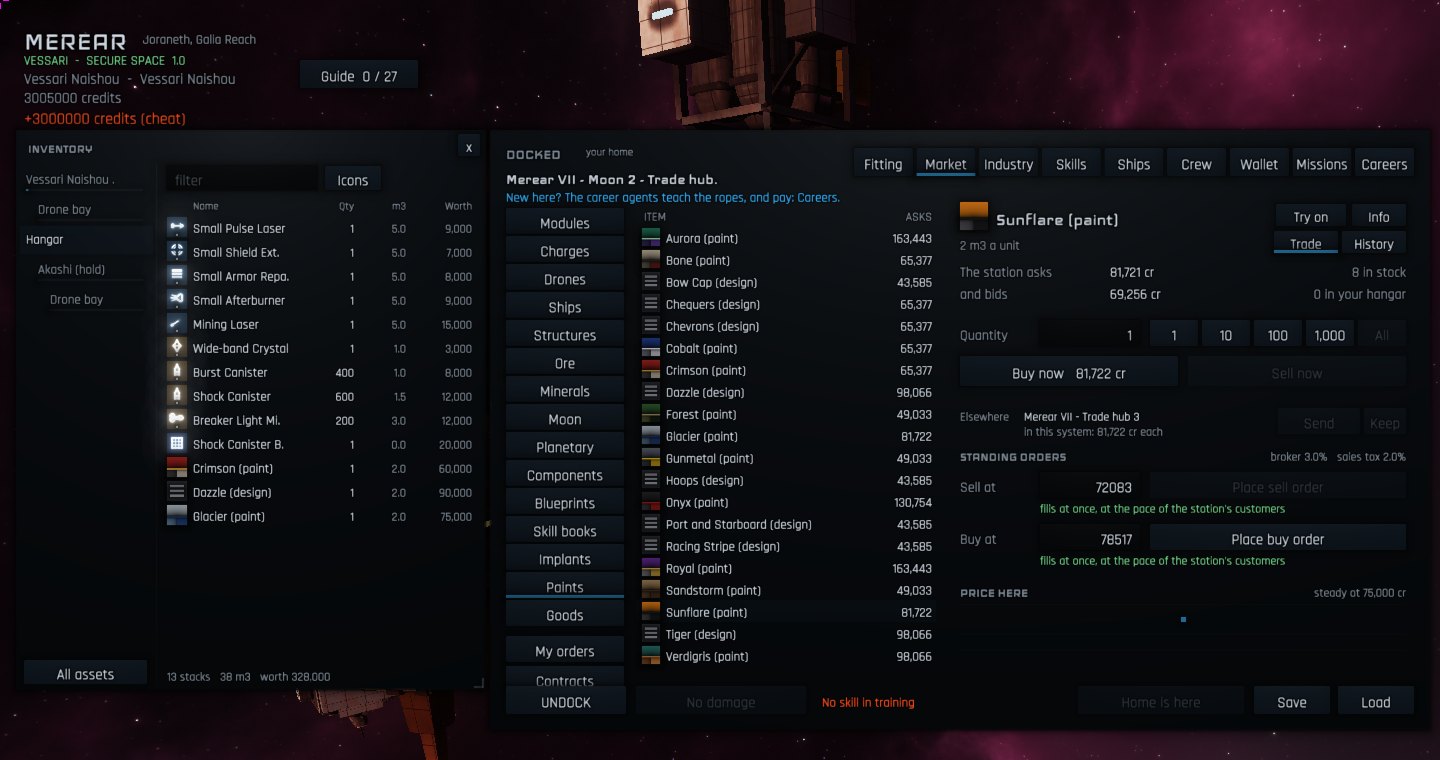 MEREAR Joraneth, Galia Reach
VESSARI - SECURE SPACE 1.0
Vessari Naishou - Vessari Naishou
3005000 credits
+3000000 credits (cheat)
Guide 0 / 27
INVENTORY
x
Vessari Naishou .
Drone bay
Hangar
Akashi (hold)
Drone bay
All assets
filter
Icons
Name Qty m3 Worth
Small Pulse Laser 1 5.0 9,000
Small Shield Ext. 1 5.0 7,000
Small Armor Repa. 1 5.0 8,000
Small Afterburner 1 5.0 9,000
Mining Laser 1 5.0 15,000
Wide-band Crystal 1 1.0 3,000
Burst Canister 400 1.0 8,000
Shock Canister 600 1.5 12,000
Breaker Light Mi. 200 3.0 12,000
Shock Canister B. 1 0.0 20,000
Crimson (paint) 1 2.0 60,000
Dazzle (design) 1 2.0 90,000
Glacier (paint) 1 2.0 75,000
13 stacks 38 m3 worth 328,000
DOCKED your home
Merear VII - Moon 2 - Trade hub.
New here? The career agents teach the ropes, and pay: Careers.
Fitting Market Industry Skills Ships Crew Wallet Missions Careers
Modules
Charges
Drones
Ships
Structures
Ore
Minerals
Moon
Planetary
Components
Blueprints
Skill books
Implants
Paints
Goods
My orders
Contracts
UNDOCK
ITEM ASKS
Aurora (paint) 163,443
Bone (paint) 65,377
Bow Cap (design) 43,585
Chequers (design) 65,377
Chevrons (design) 65,377
Cobalt (paint) 65,377
Crimson (paint) 65,377
Dazzle (design) 98,066
Forest (paint) 49,033
Glacier (paint) 81,722
Gunmetal (paint) 49,033
Hoops (design) 43,585
Onyx (paint) 130,754
Port and Starboard (design) 43,585
Racing Stripe (design) 43,585
Royal (paint) 163,443
Sandstorm (paint) 49,033
Sunflare (paint) 81,722
Tiger (design) 98,066
Verdigris (paint) 98,066
Sunflare (paint)
2 m3 a unit
Try on Info
Trade History
The station asks 81,721 cr 8 in stock
and bids 69,256 cr 0 in your hangar
Quantity 1 1 10 100 1,000 All
Buy now 81,722 cr Sell now
Elsewhere Merear VII - Trade hub 3
in this system: 81,722 cr each
Send Keep
STANDING ORDERS broker 3.0% sales tax 2.0%
Sell at 72083 Place sell order
fills at once, at the pace of the station's customers
Buy at 78517 Place buy order
fills at once, at the pace of the station's customers
PRICE HERE steady at 75,000 cr
No damage No skill in training Home is here Save Load